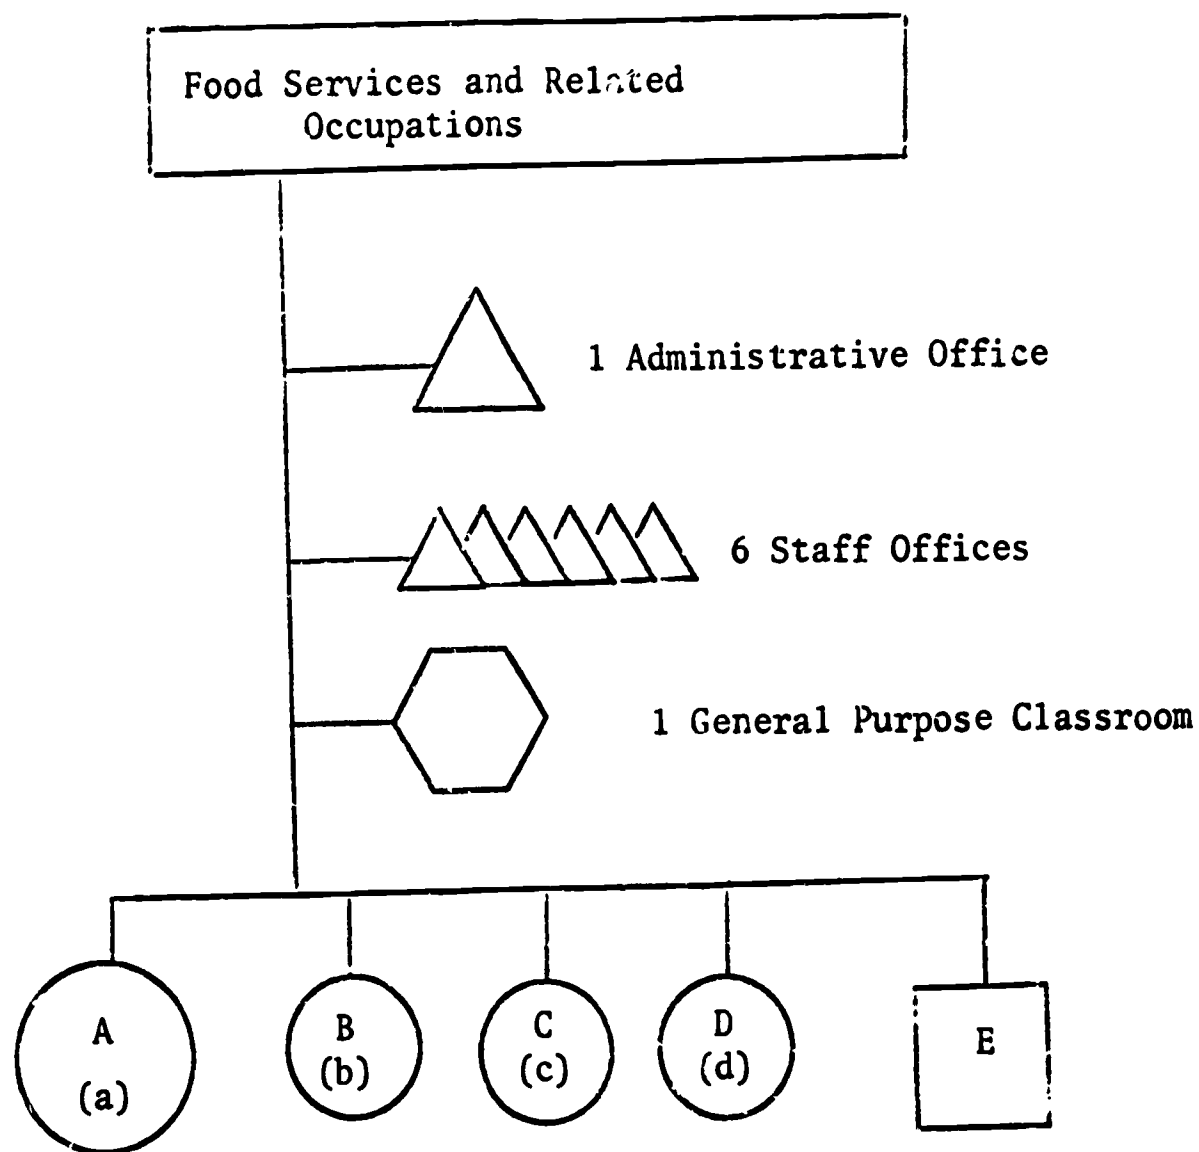 Food Services and Related
Occupations
1 Administrative Office
6 Staff Offices
1 General Purpose Classroom
A
(a)
B
(b)
C
(c)
D
(d)
E